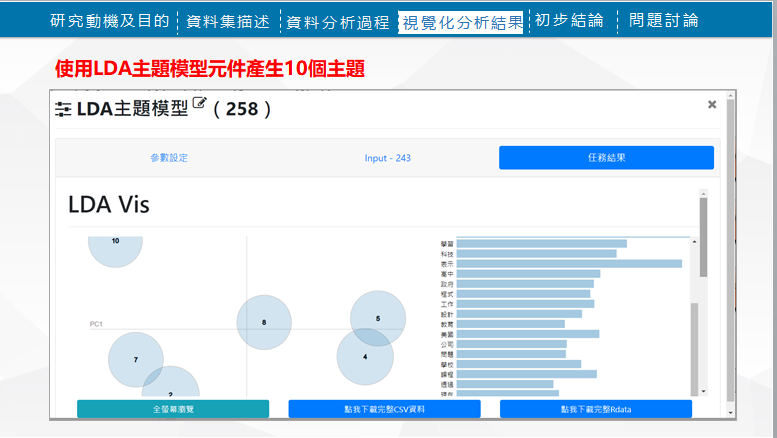 研究動機及目的 資料集描述 資料分析過程 視覺化分析結果 初步結論 問題討論
使用LDA主題模型元件產生10個主題
LDA主題模型 （258）
參數設定 Input - 243 任務結果
LDA Vis
10
PC1
8
5
4
7
2
學習
科技
表示
高中
政府
程式
工作
設計
教育
美國
公司
問題
學校
課程
透過
全螢幕瀏覽 點我下載完整CSV資料 點我下載完整Rdata